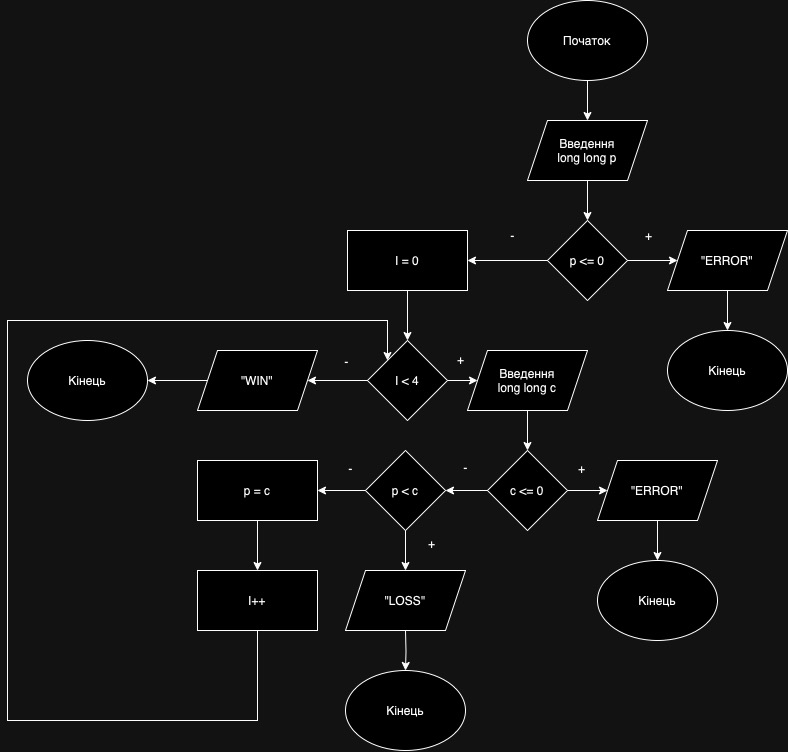 Початок
Введення
long long p
p <= 0
-
+
I = 0
"ERROR"
Кінець
I < 4
-
+
"WIN"
Кінець
Введення
long long c
c <= 0
-
+
"ERROR"
Кінець
p < c
-
+
p = c
I++
"LOSS"
Кінець